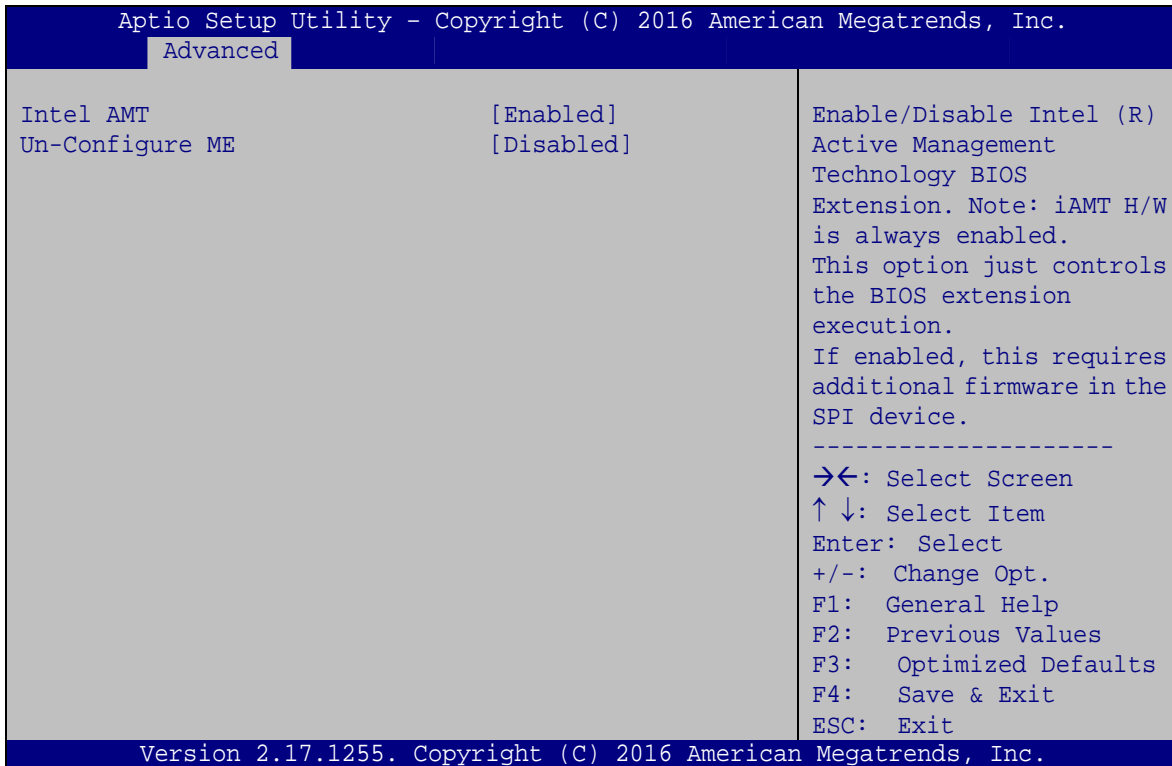 Aptio Setup Utility – Copyright (C) 2016 American Megatrends, Inc.
Advanced
Intel AMT [Enabled]
Un-Configure ME [Disabled]
Enable/Disable Intel (R)
Active Management
Technology BIOS
Extension. Note: iAMT H/W
is always enabled.
This option just controls
the BIOS extension
execution.
If enabled, this requires
additional firmware in the
SPI device.
---------------------
→←: Select Screen
↑ ↓: Select Item
Enter: Select
+/-: Change Opt.
F1: General Help
F2: Previous Values
F3: Optimized Defaults
F4: Save & Exit
ESC: Exit
Version 2.17.1255. Copyright (C) 2016 American Megatrends, Inc.